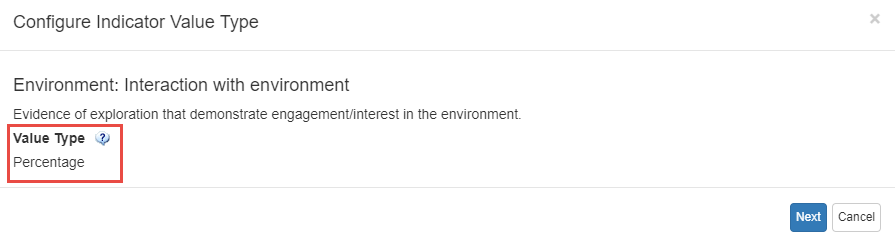 Configure Indicator Value Type
×
Environment: Interaction with environment
Evidence of exploration that demonstrate engagement/interest in the environment.
Value Type ?
Percentage
Next Cancel